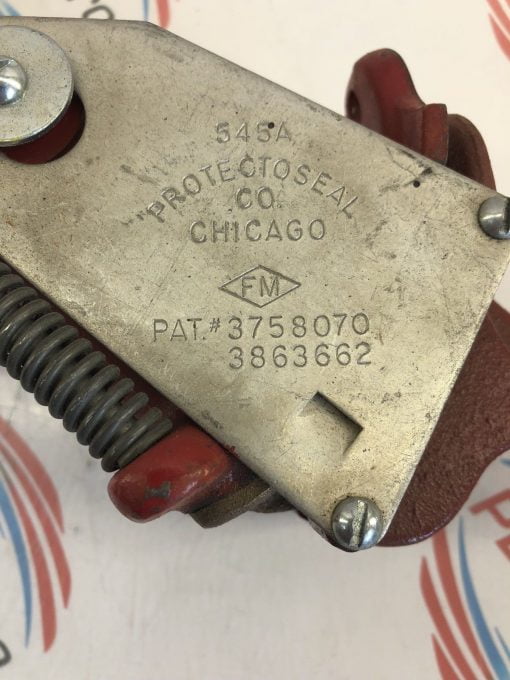 545A
PROTECTOSEAL
CO.
CHICAGO
FM
PAT.# 3758070
3863662